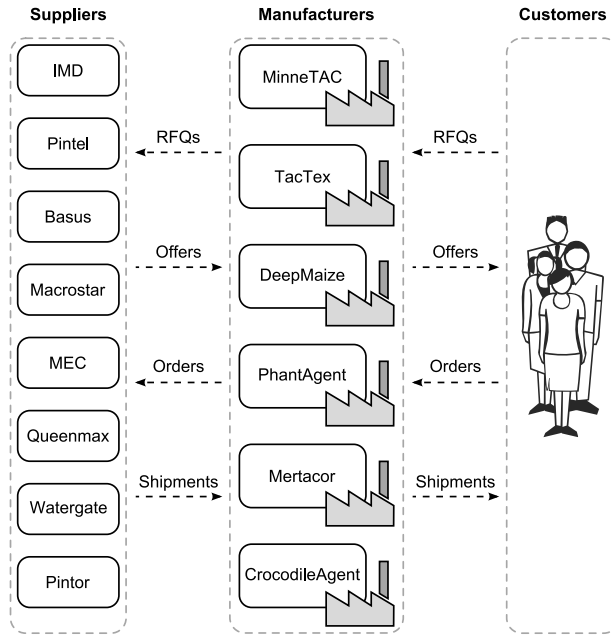 Suppliers
Manufacturers
Customers
IMD
Pintel
Basus
Macrostar
MEC
Queenmax
Watergate
Pintor
RFQs
Offers
Orders
Shipments
MinneTAC
TacTex
DeepMaize
PhantAgent
Mertacor
CrocodileAgent
RFQs
Offers
Orders
Shipments